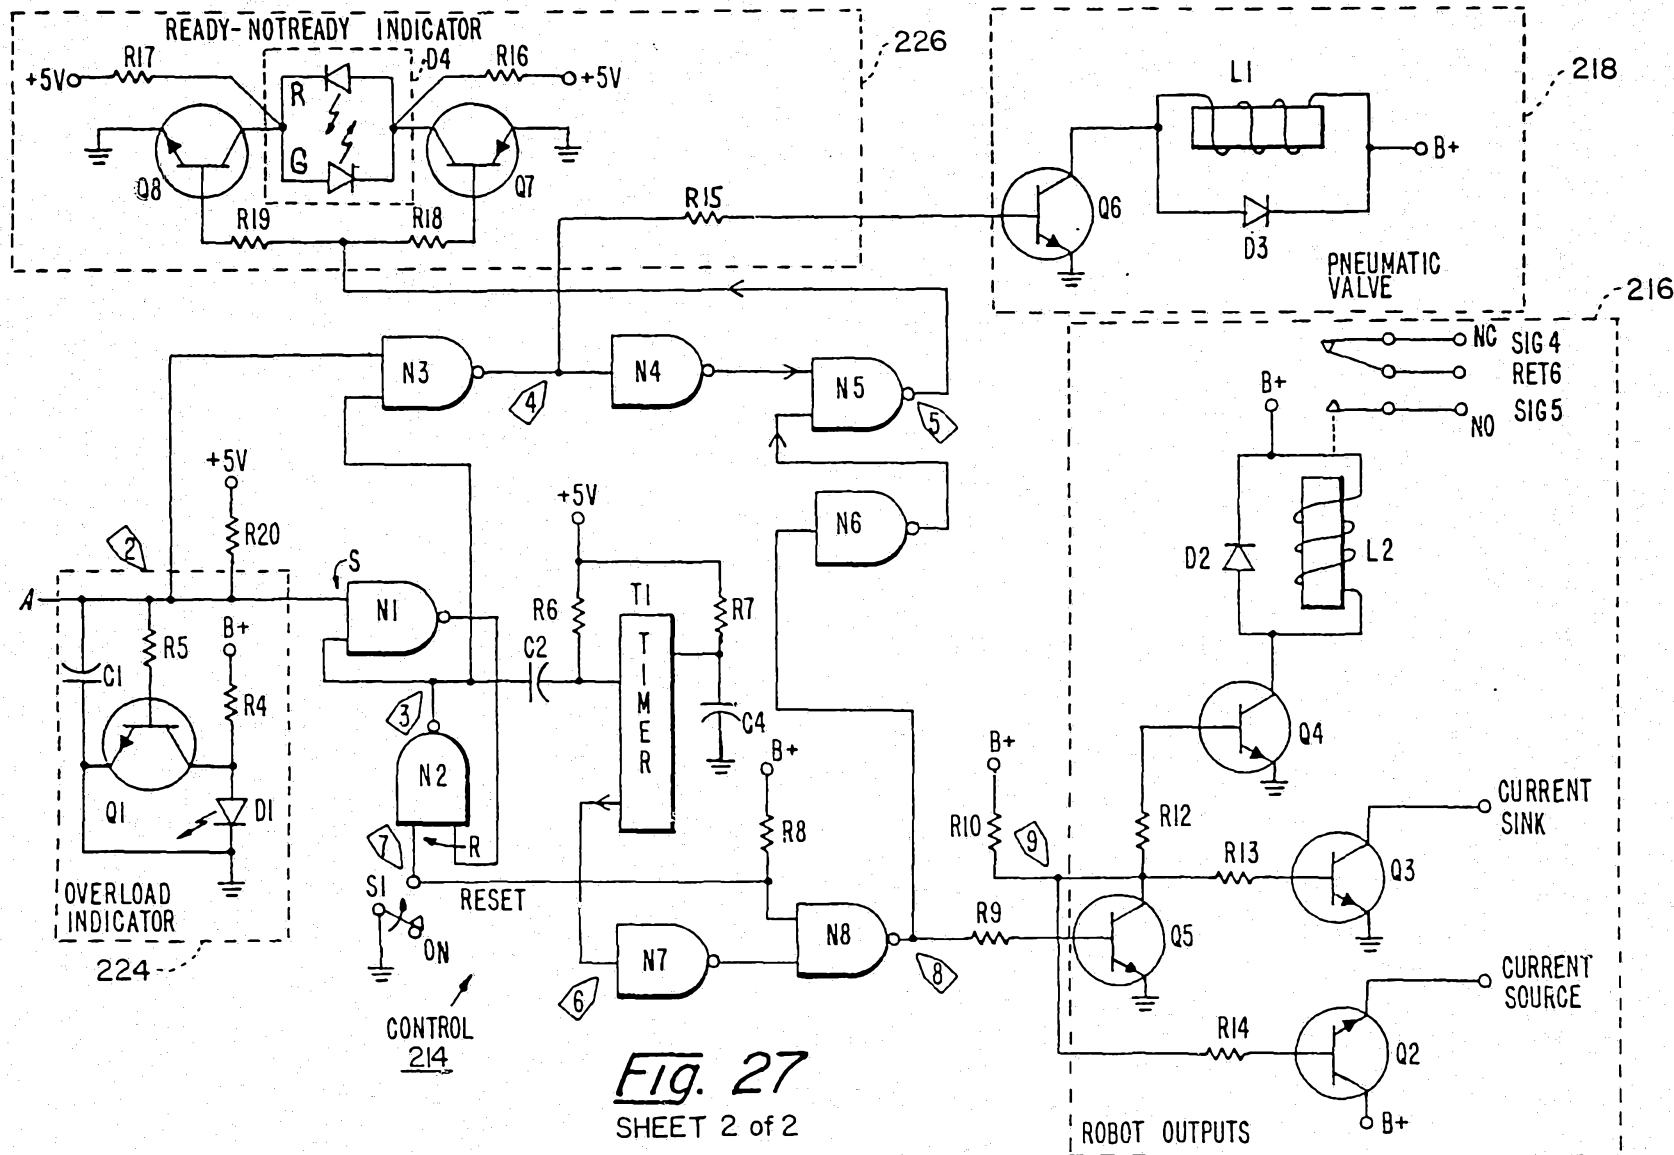 READY-NOTREADY INDICATOR
226
R17
D4
R16
+5V
+5V
R
G
Q8
Q7
R19
R18
R15
L1
218
B+
Q6
D3
PNEUMATIC
VALVE
216
N3
N4
N5
4
5
NC SIG 4
RET6
SIG5
NO
B+
+5V
R20
2
S
A
N1
B+
R5
C1
R4
Q1
D1
OVERLOAD
INDICATOR
224
+5V
R6
T1
R7
C2
TIMER
C4
N6
D2
L2
3
N2
7
R
S1
RESET
ON
CONTROL
214
B+
R8
N7
6
N8
8
R9
B+
R10
9
R12
Q4
CURRENT
SINK
R13
Q3
Q5
CURRENT
SOURCE
R14
Q2
B+
ROBOT OUTPUTS
Fig. 27
SHEET 2 of 2